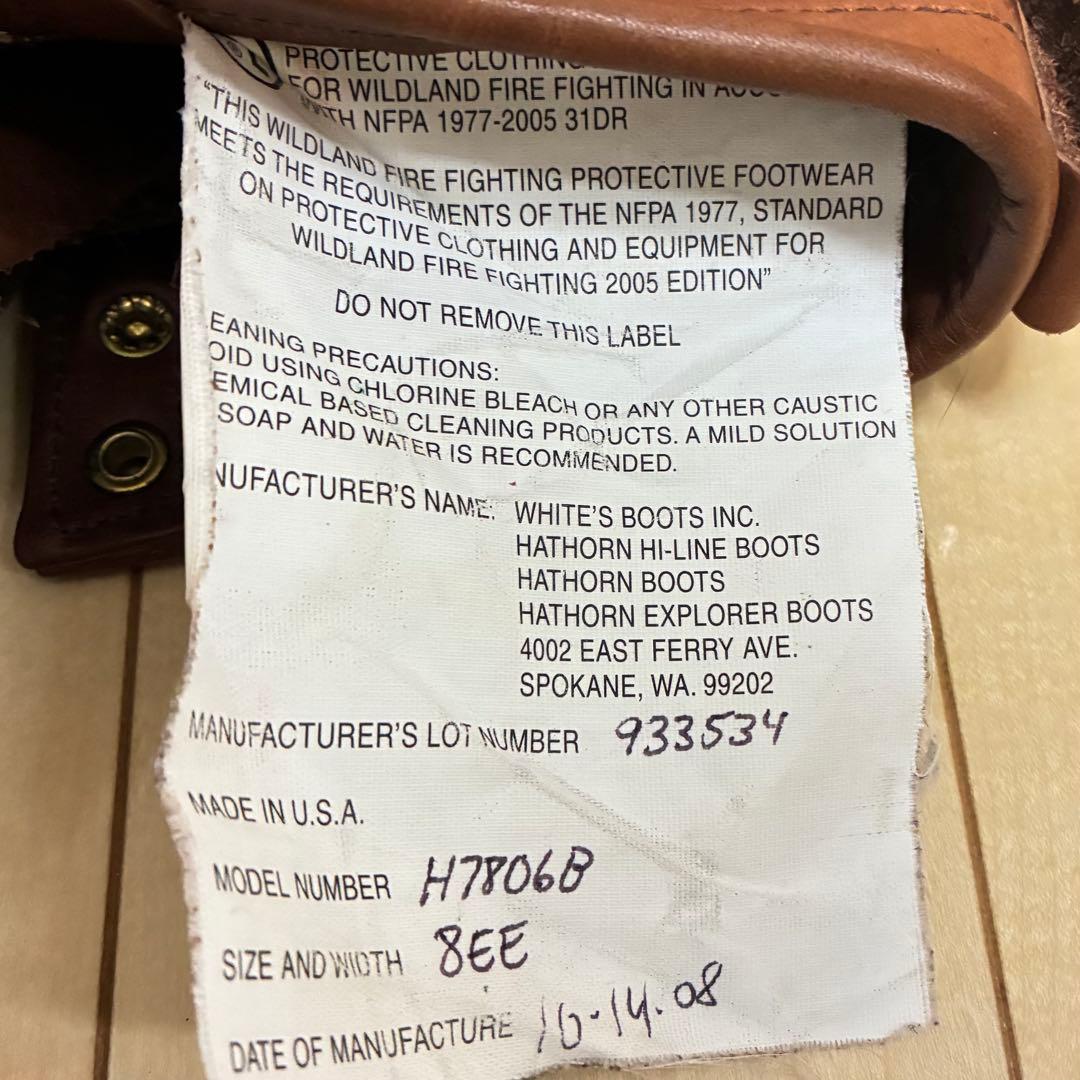 PROTECTIVE CLOTHING
FOR WILDLAND FIRE FIGHTING IN
WITH NFPA 1977-2005 31DR
"THIS WILDLAND FIRE FIGHTING PROTECTIVE FOOTWEAR
MEETS THE REQUIREMENTS OF THE NFPA 1977, STANDARD
ON PROTECTIVE CLOTHING AND EQUIPMENT FOR
WILDLAND FIRE FIGHTING 2005 EDITION"
DO NOT REMOVE THIS LABEL
EANING PRECAUTIONS:
OID USING CHLORINE BLEACH OR ANY OTHER CAUSTIC
EMICAL BASED CLEANING PRODUCTS. A MILD SOLUTION
SOAP AND WATER IS RECOMMENDED.
NUFACTURER'S NAME: WHITE'S BOOTS INC.
HATHORN HI-LINE BOOTS
HATHORN BOOTS
HATHORN EXPLORER BOOTS
4002 EAST FERRY AVE.
SPOKANE, WA. 99202
MANUFACTURER'S LOT NUMBER 933534
MADE IN U.S.A.
MODEL NUMBER H7806B
SIZE AND WIDTH 8EE
DATE OF MANUFACTURE 10-14.08